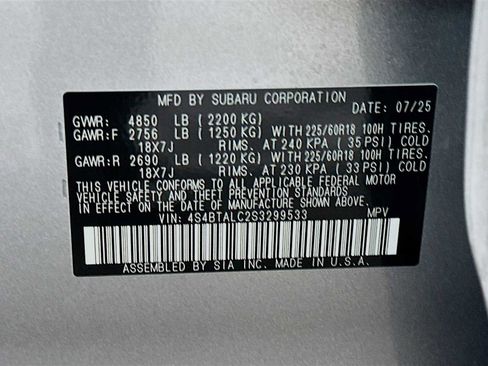 MFD BY SUBARU CORPORATION
DATE: 07/25
GVWR: 4850 LB (2200 KG)
GAWR:F 2756 LB (1250 KG) WITH 225/60R18 100H TIRES.
18X7J RIMS. AT 240 KPA (35 PSI) COLD
GAWR:R 2690 LB (1220 KG) WITH 225/60R18 100H TIRES.
18X7J RIMS. AT 230 KPA (33 PSI) COLD
THIS VEHICLE CONFORMS TO ALL APPLICABLE FEDERAL MOTOR
VEHICLE SAFETY AND THEFT PREVENTION STANDARDS
IN EFFECT ON THE DATE OF MANUFACTURE SHOWN ABOVE.
VIN: 4S4BTALC2S3299533 MPV
ASSEMBLED BY SIA INC. MADE IN U.S.A.